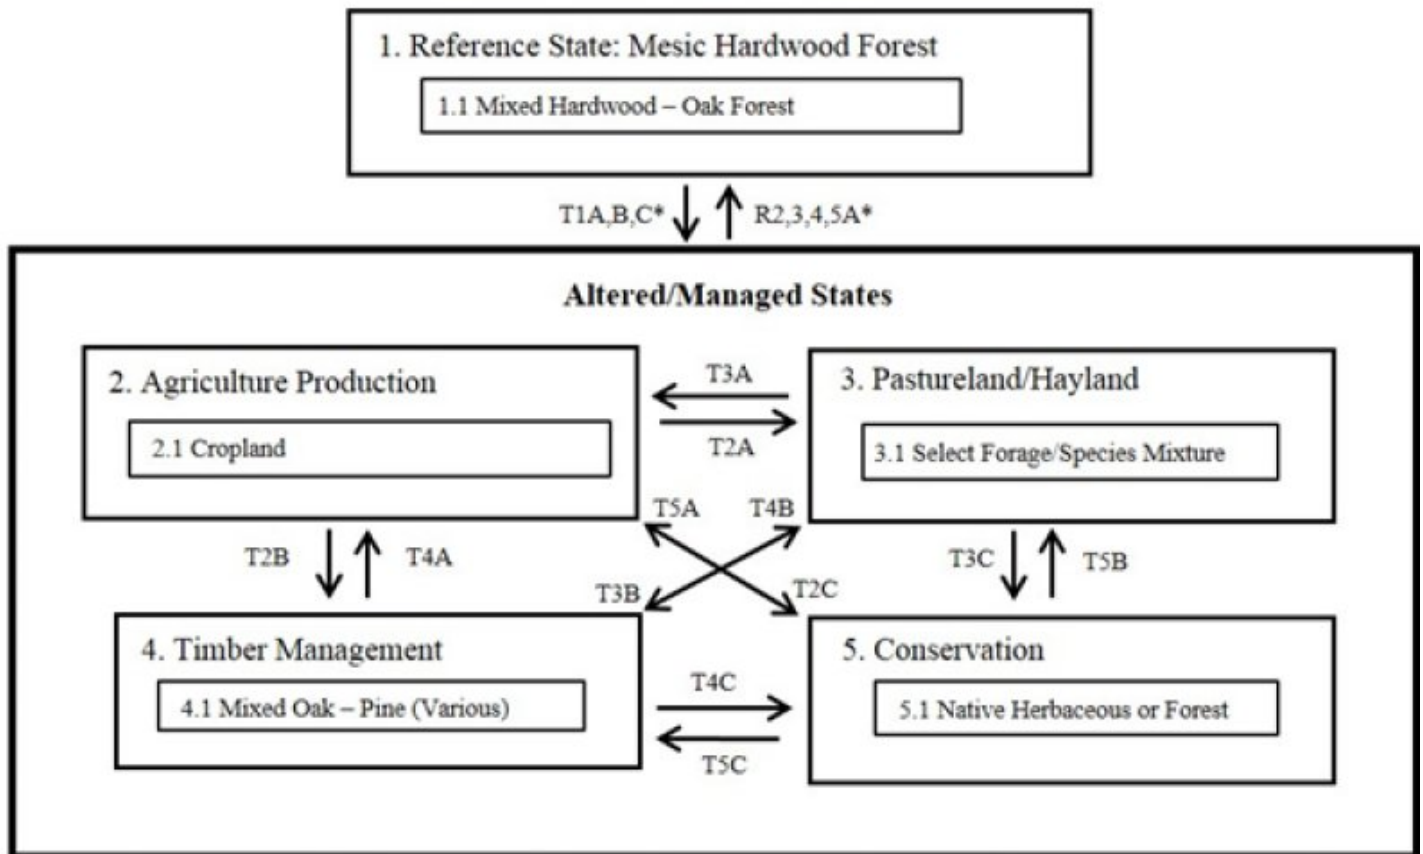 1. Reference State: Mesic Hardwood Forest
1.1 Mixed Hardwood – Oak Forest
T1A,B,C*
R2,3,4,5A*
Altered/Managed States
2. Agriculture Production
2.1 Cropland
T3A
T2A
3. Pastureland/Hayland
3.1 Select Forage/Species Mixture
T5A
T4B
T2B
T4A
T3B
T2C
T3C
T5B
4. Timber Management
4.1 Mixed Oak – Pine (Various)
T4C
T5C
5. Conservation
5.1 Native Herbaceous or Forest